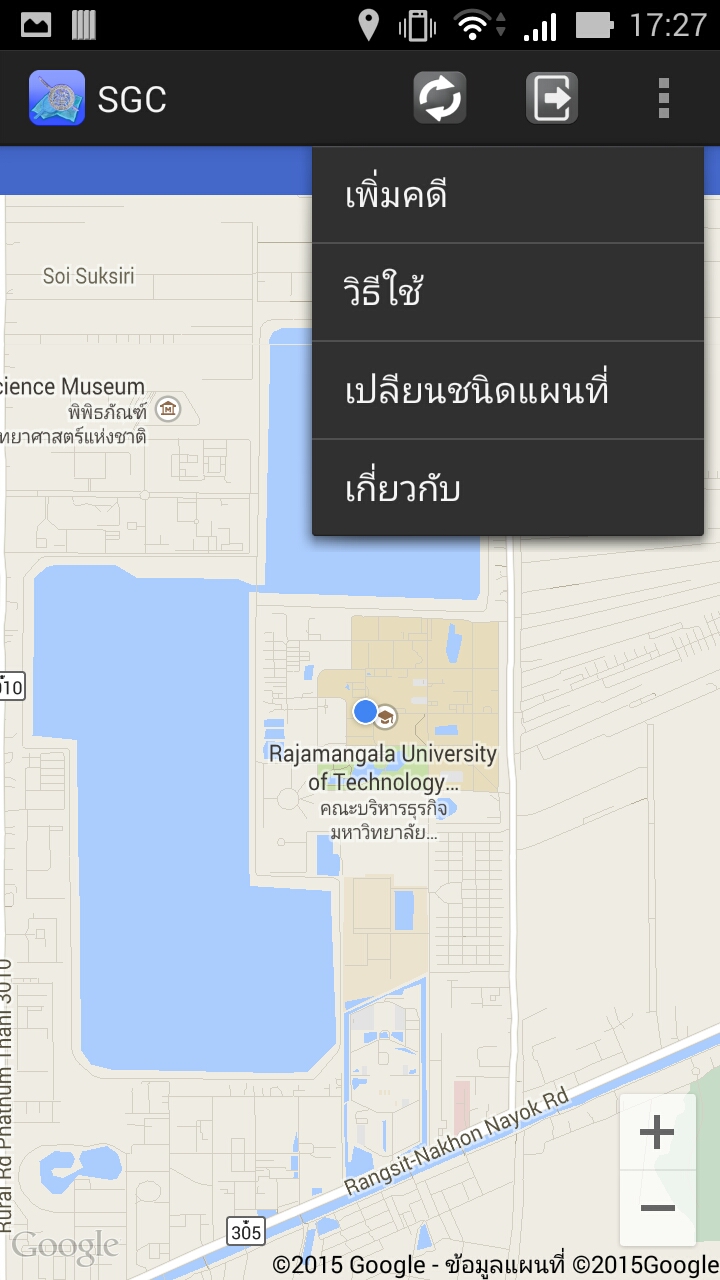 17:27
SGC
เพิ่มคดี
วิธีใช้
เปลียนชนิดแผนที่
เกี่ยวกับ
Soi Suksiri
cience Museum
พิพิธภัณฑ์
ทยาศาสตร์แห่งชาติ
010
Rajamangala University
of Technology...
คณะบริหารธุรกิจ
มหาวิทยาลัย...
Rural Rd Phathum Thani 3010
Rangsit-Nakhon Nayok Rd
305
Google
©2015 Google - ข้อมูลแผนที่ ©2015Google